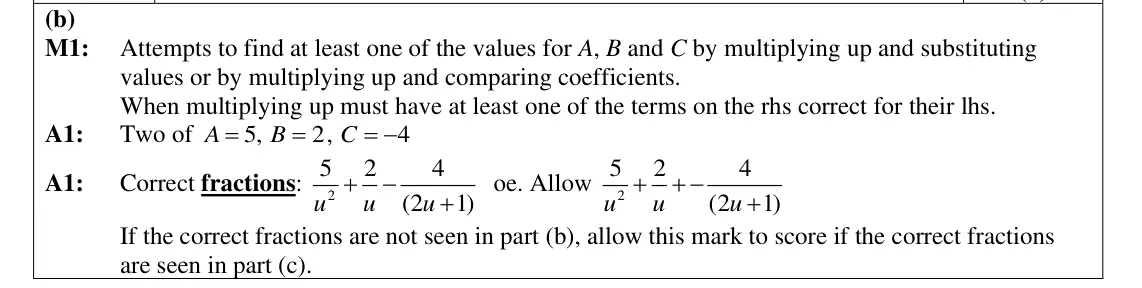 (b)
M1: Attempts to find at least one of the values for A, B and C by multiplying up and substituting
values or by multiplying up and comparing coefficients.
When multiplying up must have at least one of the terms on the rhs correct for their lhs.
A1: Two of A = 5, B = 2, C = −4
A1: Correct fractions: 5/u² + 2/u − 4/(2u+1) oe. Allow 5/u² + 2/u + − 4/(2u+1)
If the correct fractions are not seen in part (b), allow this mark to score if the correct fractions
are seen in part (c).